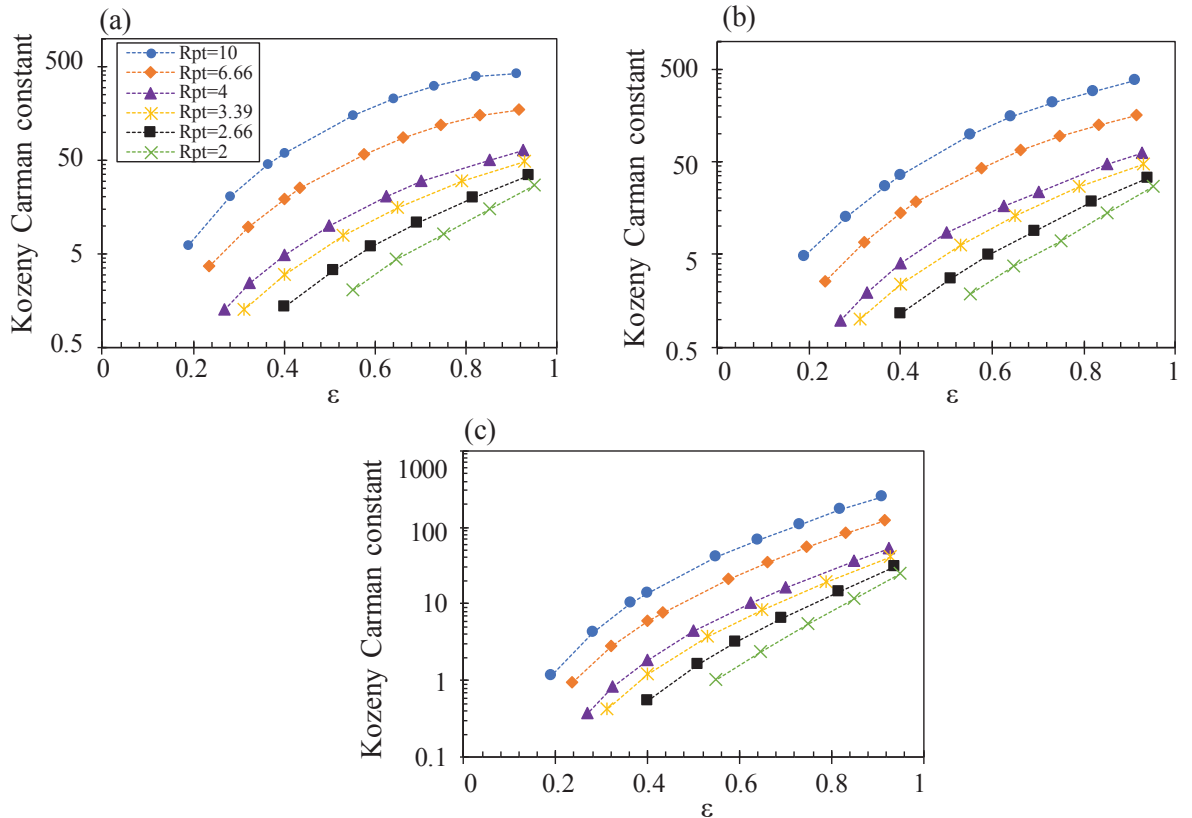 (a)
Kozeny Carman constant
500
50
5
0.5
Rpt=10
Rpt=6.66
Rpt=4
Rpt=3.39
Rpt=2.66
Rpt=2
0
0.2
0.4
0.6
0.8
1
ε
(b)
Kozeny Carman constant
500
50
5
0.5
0
0.2
0.4
0.6
0.8
1
ε
(c)
Kozeny Carman constant
1000
100
10
1
0.1
0
0.2
0.4
0.6
0.8
1
ε